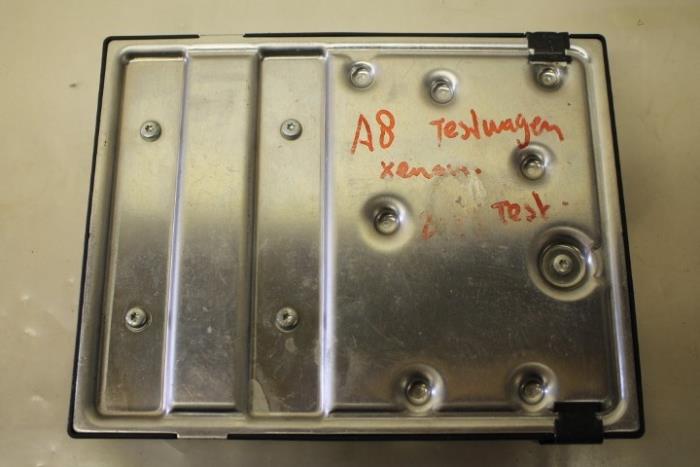 A8 Testwagen
xenon.
Test.